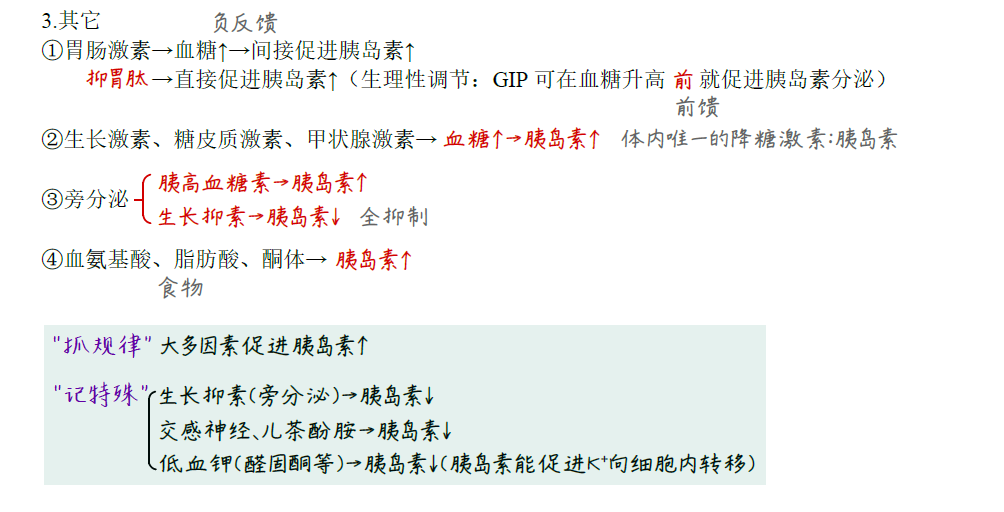 3.其它
负反馈
①胃肠激素→血糖↑→间接促进胰岛素↑
抑胃肽→直接促进胰岛素↑（生理性调节：GIP 可在血糖升高 前 就促进胰岛素分泌）
前馈
②生长激素、糖皮质激素、甲状腺激素→ 血糖↑→胰岛素↑ 体内唯一的降糖激素:胰岛素
③旁分泌
胰高血糖素→胰岛素↑
生长抑素→胰岛素↓ 全抑制
④血氨基酸、脂肪酸、酮体→ 胰岛素↑
食物
"抓规律" 大多因素促进胰岛素↑
"记特殊" 生长抑素(旁分泌)→胰岛素↓
交感神经、儿茶酚胺→胰岛素↓
低血钾(醛固酮等)→胰岛素↓(胰岛素能促进K⁺向细胞内转移)